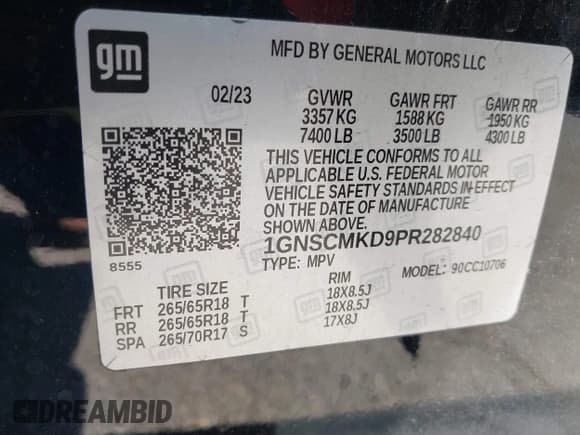 gm
MFD BY GENERAL MOTORS LLC
02/23 GVWR GAWR FRT GAWR RR
3357 KG 1588 KG 1950 KG
7400 LB 3500 LB 4300 LB
THIS VEHICLE CONFORMS TO ALL
APPLICABLE U.S. FEDERAL MOTOR
VEHICLE SAFETY STANDARDS IN EFFECT
ON THE DATE OF MANUFACTURE
SHOWN ABOVE.
1GNSCMKD9PR282840
8555
TYPE: MPV MODEL: 90CC10706
TIRE SIZE RIM
FRT 265/65R18 T 18X8.5J
RR 265/65R18 T 18X8.5J
SPA 265/70R17 S 17X8J
DREAMBID